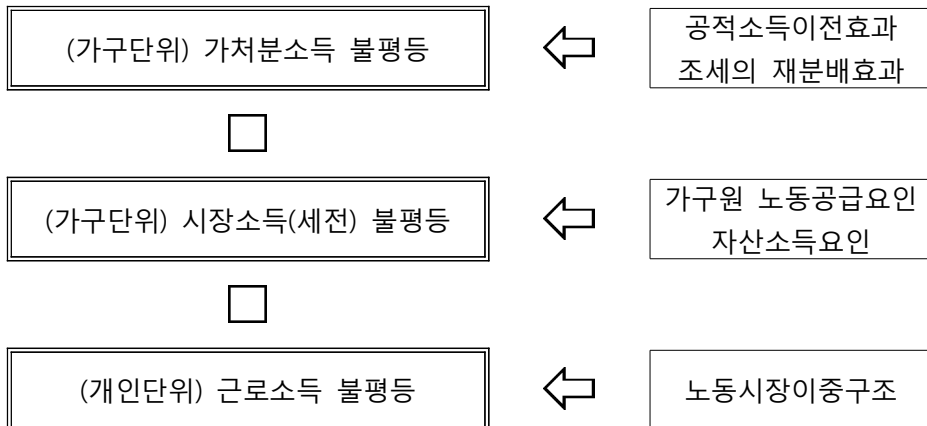 (가구단위) 가처분소득 불평등
공적소득이전효과
조세의 재분배효과
(가구단위) 시장소득(세전) 불평등
가구원 노동공급요인
자산소득요인
(개인단위) 근로소득 불평등
노동시장이중구조